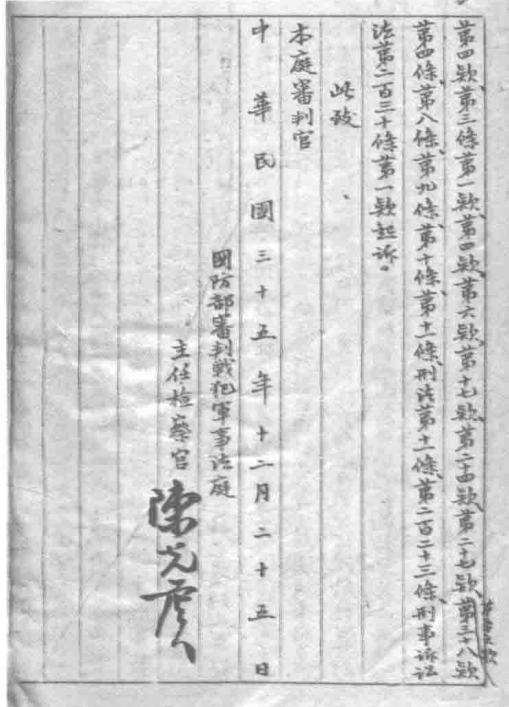 第四款、第三條第一款、第四款、第六款、第十七款、第二十四款、第二十七款、第三十八款、
第四條、第八條、第九條、第十條、第十一條、刑法第十一條、第二百二十三條、刑事訴訟
法第二百三十條第一款起訴。
此致
本庭審判官
中華民國三十五年十二月二十五日
國防部審判戰犯軍事法庭
主任檢察官
陳光虞